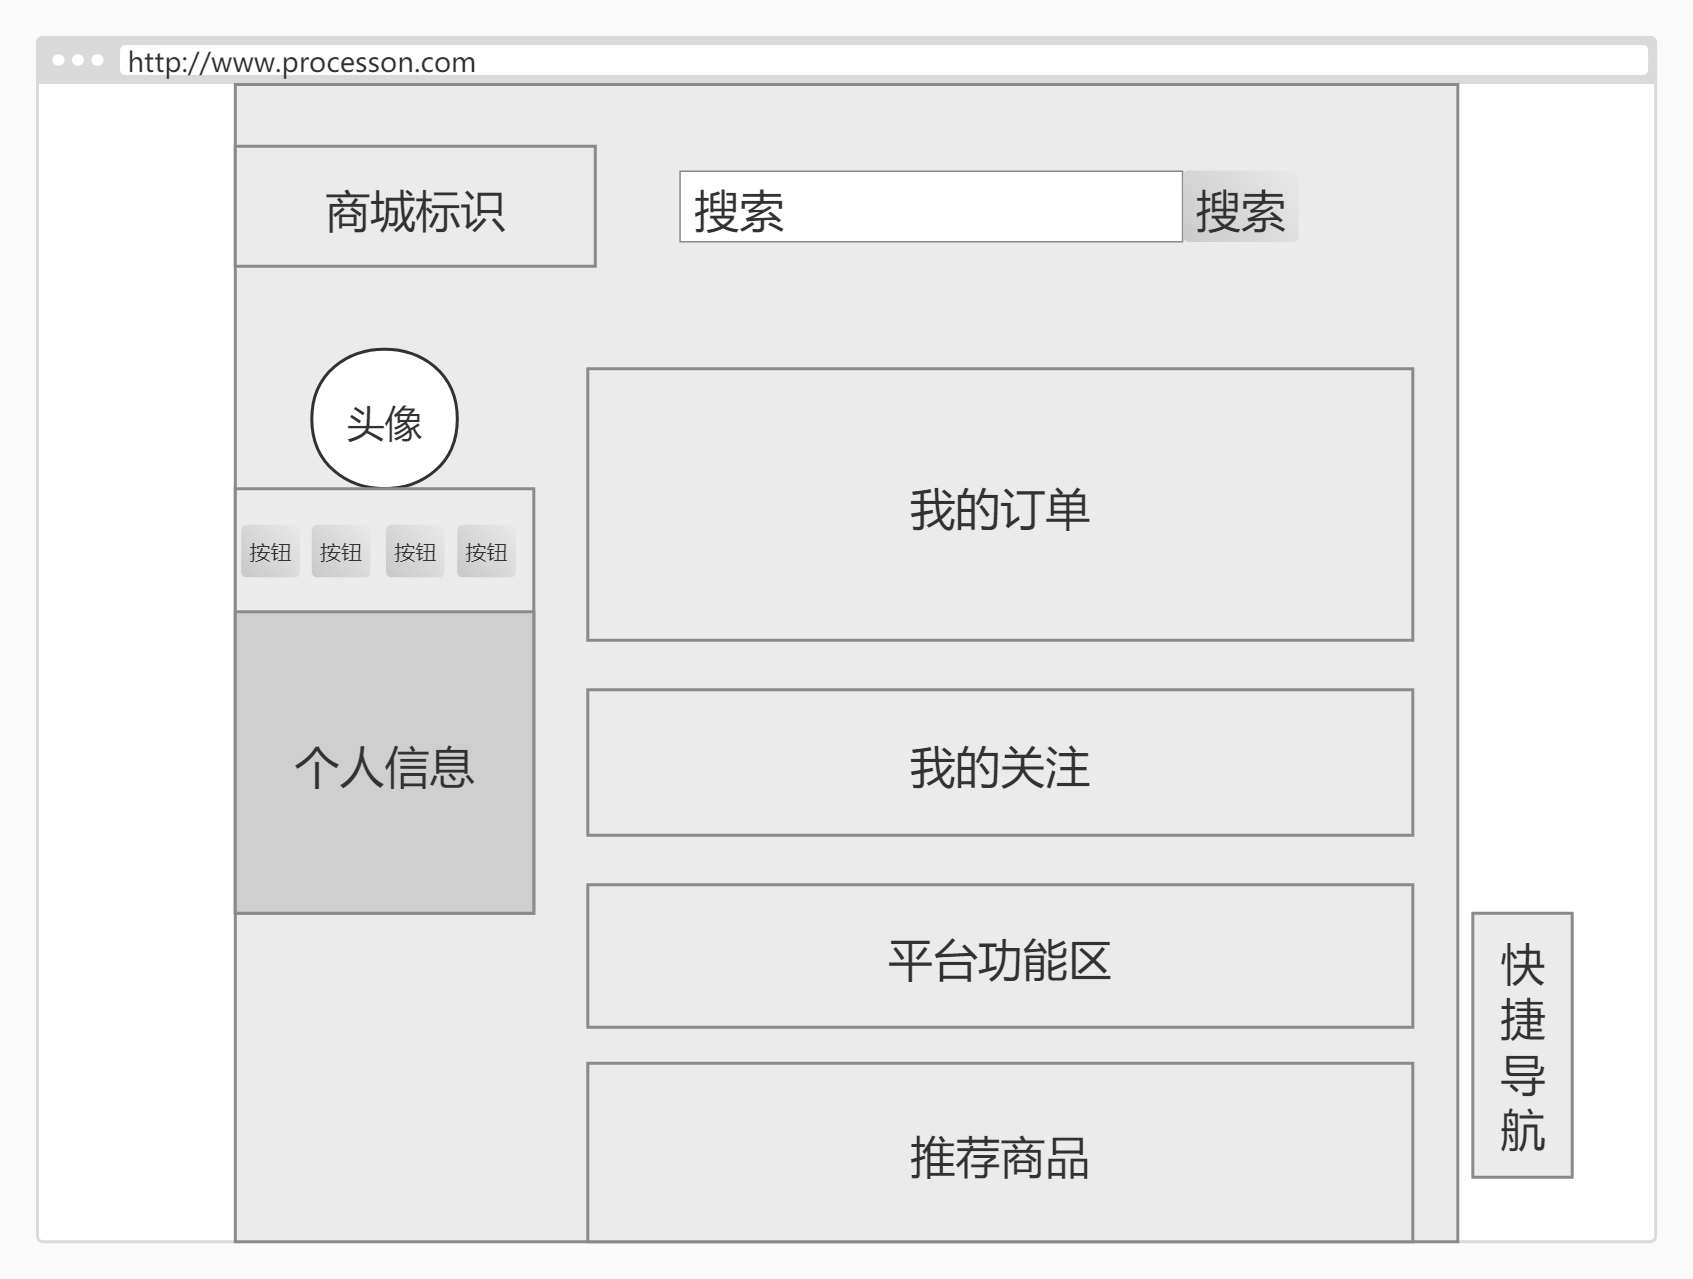 http://www.processon.com
商城标识
搜索
搜索
头像
按钮 按钮 按钮 按钮
个人信息
我的订单
我的关注
平台功能区
推荐商品
快
捷
导
航